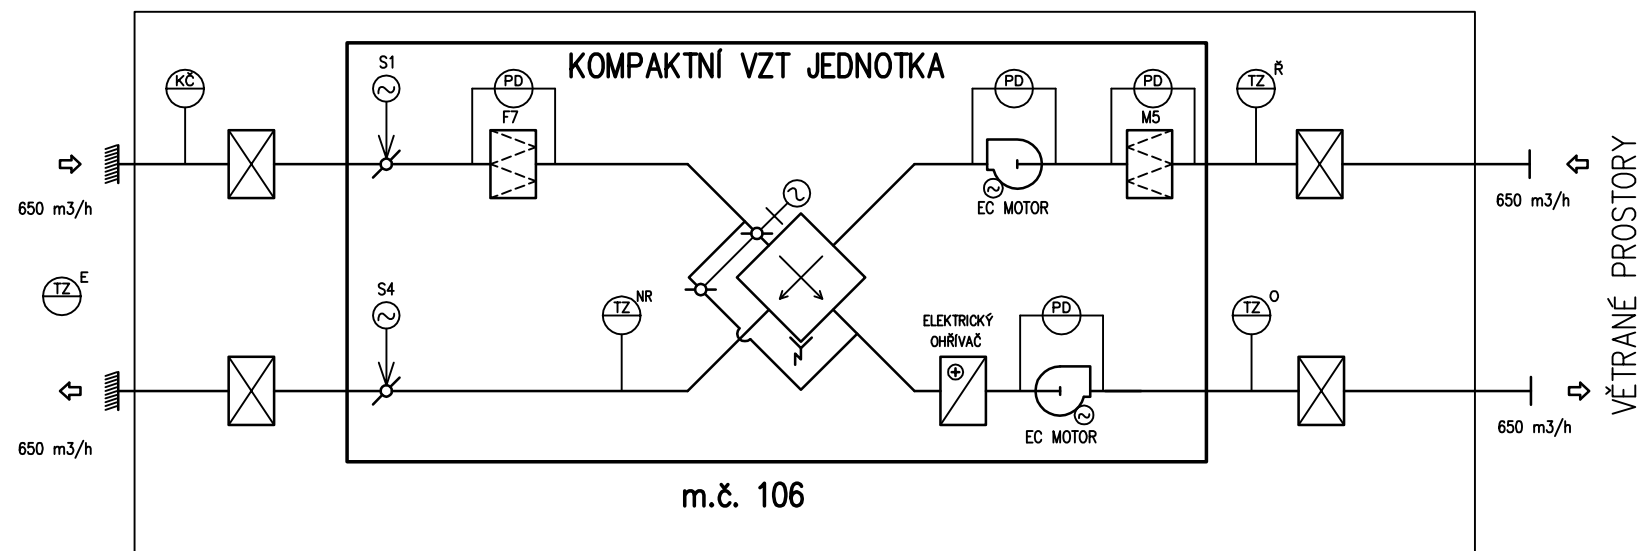 KOMPAKTNÍ VZT JEDNOTKA
S1
KČ
PD
F7
PD
EC MOTOR
PD
M5
TZ Ř
650 m3/h
650 m3/h
TZ E
S4
TZ NR
ELEKTRICKÝ
OHŘÍVAČ
PD
EC MOTOR
TZ O
650 m3/h
650 m3/h
VĚTRANÉ PROSTORY
m.č. 106